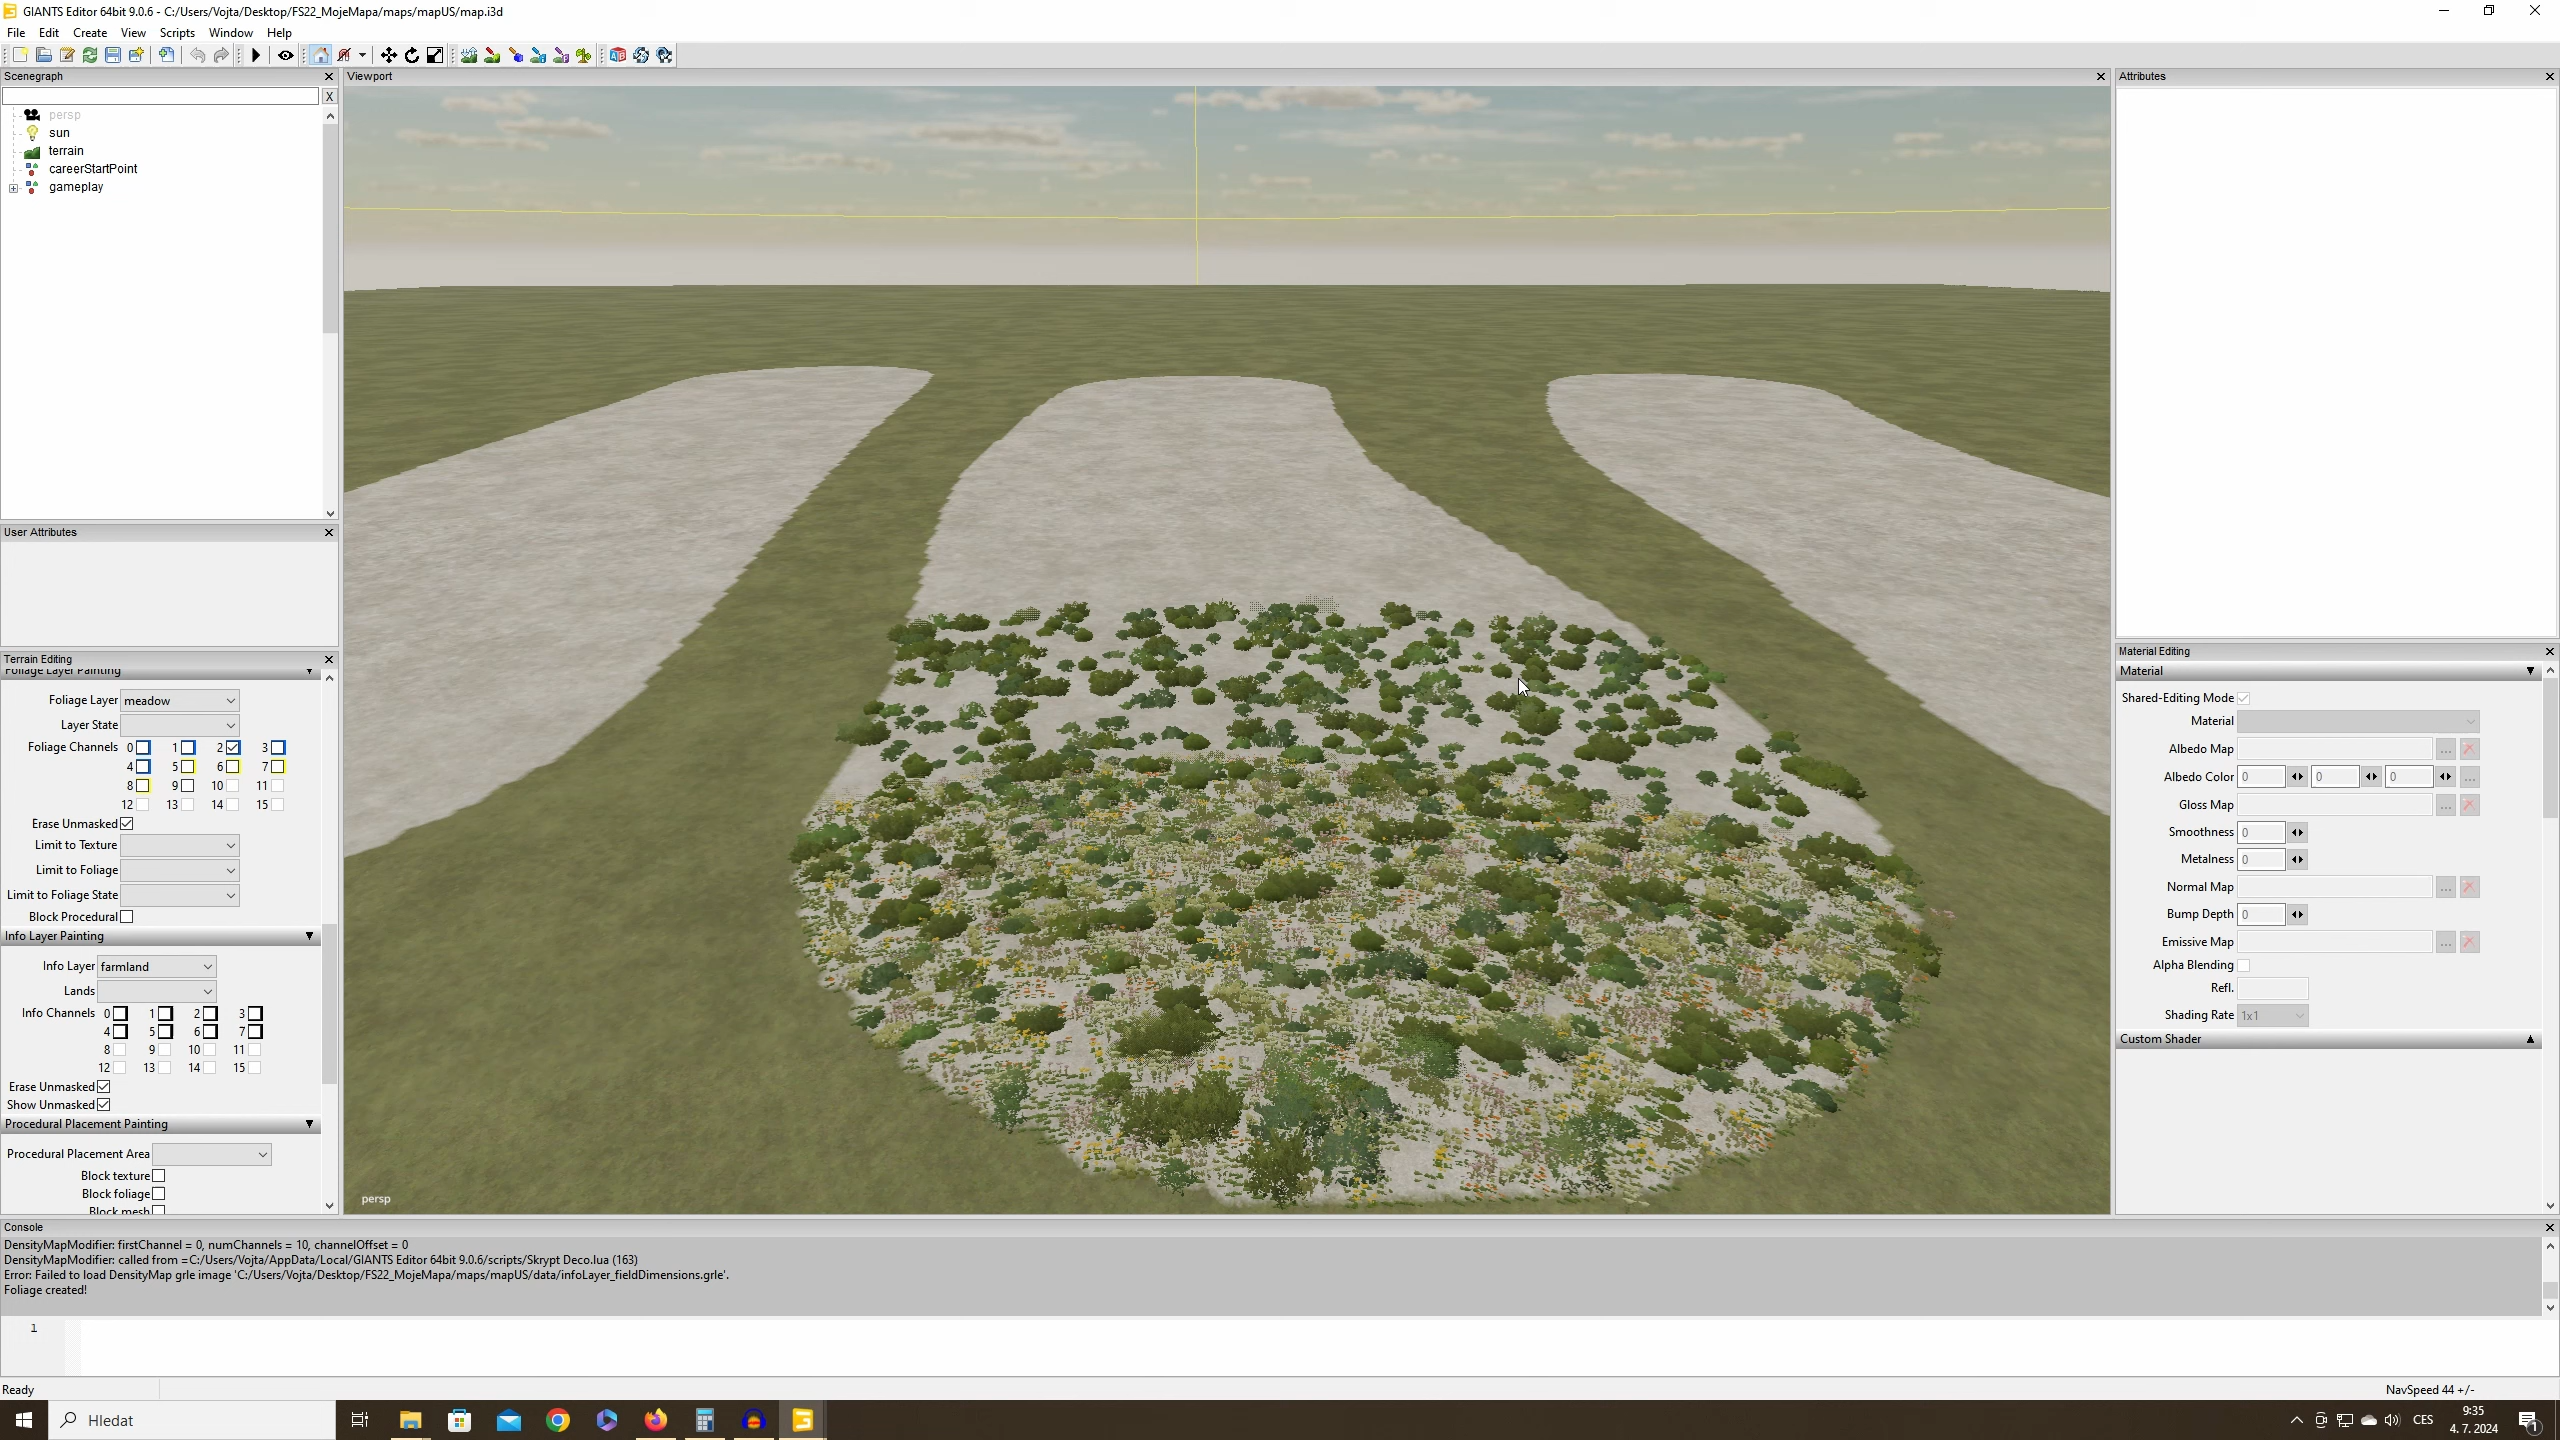 GIANTS Editor 64bit 9.0.6 - C:/Users/Vojta/Desktop/FS22_MojeMapa/maps/mapUS/map.i3d
File Edit Create View Scripts Window Help
Scenegraph
X
persp
sun
terrain
careerStartPoint
gameplay
User Attributes
Terrain Editing
Foliage Layer Painting
Foliage Layer meadow
Layer State
Foliage Channels 0 1 2 3
4 5 6 7
8 9 10 11
12 13 14 15
Erase Unmasked
Limit to Texture
Limit to Foliage
Limit to Foliage State
Block Procedural
Info Layer Painting
Info Layer farmland
Lands
Info Channels 0 1 2 3
4 5 6 7
8 9 10 11
12 13 14 15
Erase Unmasked
Show Unmasked
Procedural Placement Painting
Procedural Placement Area
Block texture
Block foliage
Block mesh
Viewport
persp
Attributes
Material Editing
Material
Shared-Editing Mode
Material
Albedo Map ...
Albedo Color 0 0 0 ...
Gloss Map ...
Smoothness 0
Metalness 0
Normal Map ...
Bump Depth 0
Emissive Map ...
Alpha Blending
Refl.
Shading Rate 1x1
Custom Shader
Console
DensityMapModifier: firstChannel = 0, numChannels = 10, channelOffset = 0
DensityMapModifier: called from =C:/Users/Vojta/AppData/Local/GIANTS Editor 64bit 9.0.6/scripts/Skrypt Deco.lua (163)
Error: Failed to load DensityMap grle image 'C:/Users/Vojta/Desktop/FS22_MojeMapa/maps/mapUS/data/infoLayer_fieldDimensions.grle'.
Foliage created!
1
Ready
NavSpeed 44 +/-
Hledat
CES
9:35
4. 7. 2024
1